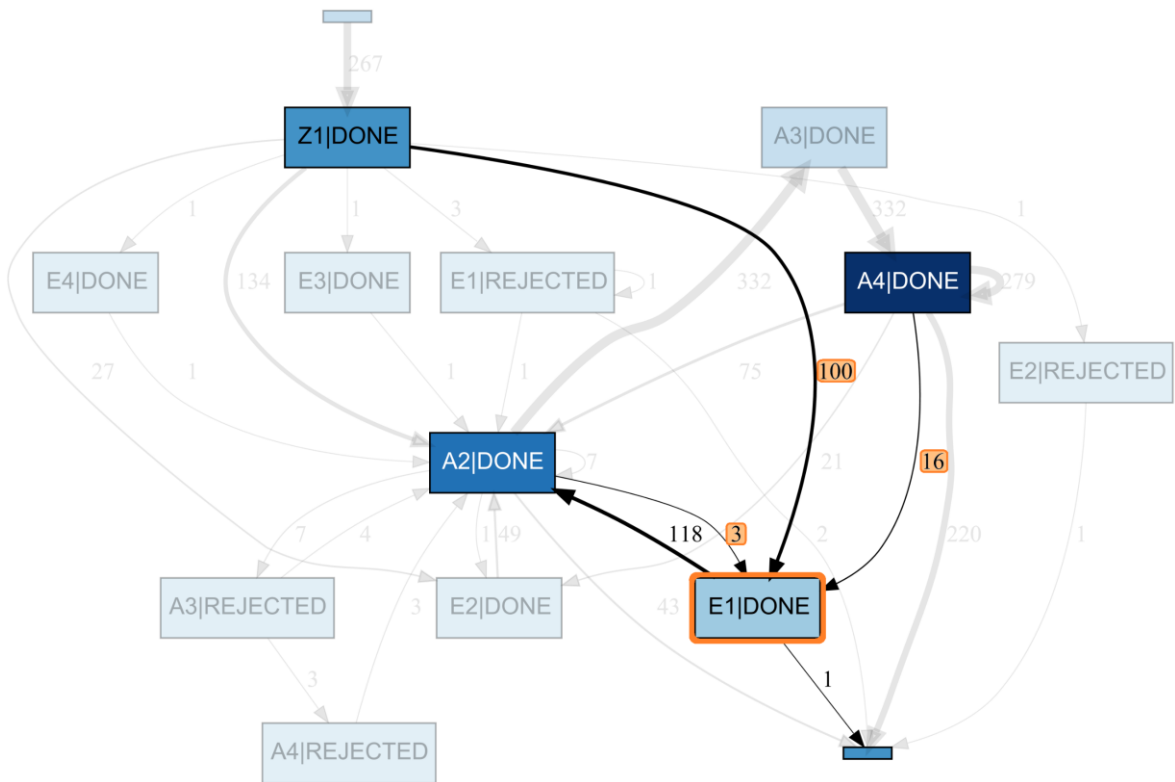 267
Z1|DONE
A3|DONE
1
1
3
332
1
E4|DONE
134
E3|DONE
E1|REJECTED
1
332
A4|DONE
279
27
1
1
1
75
100
E2|REJECTED
A2|DONE
7
21
16
7
4
1
49
118
3
2
220
1
A3|REJECTED
3
E2|DONE
43
E1|DONE
3
1
A4|REJECTED